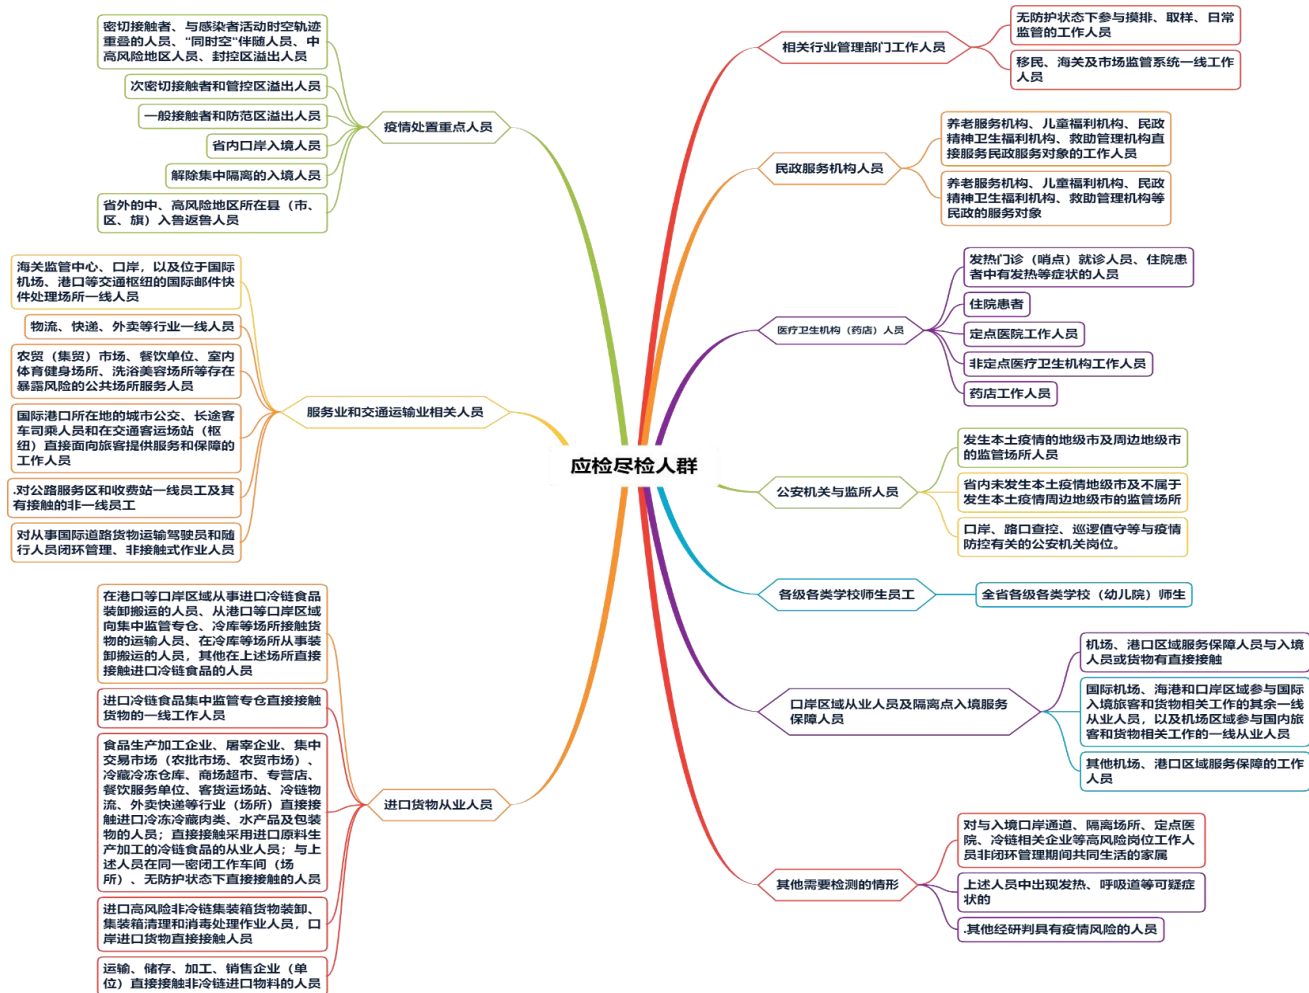 应检尽检人群
疫情处置重点人员
密切接触者、与感染者活动时空轨迹
重叠的人员、"同时空"伴随人员、中
高风险地区人员、封控区溢出人员
次密切接触者和管控区溢出人员
一般接触者和防范区溢出人员
省内口岸入境人员
解除集中隔离的入境人员
省外的中、高风险地区所在县（市、
区、旗）入鲁返鲁人员
服务业和交通运输业相关人员
海关监管中心、口岸，以及位于国际
机场、港口等交通枢纽的国际邮件快
件处理场所一线人员
物流、快递、外卖等行业一线人员
农贸（集贸）市场、餐饮单位、室内
体育健身场所、洗浴美容场所等存在
暴露风险的公共场所服务人员
国际港口所在地的城市公交、长途客
车司乘人员和在交通客运场站（枢
纽）直接面向旅客提供服务和保障的
工作人员
.对公路服务区和收费站一线员工及其
有接触的非一线员工
对从事国际道路货物运输驾驶员和随
行人员闭环管理、非接触式作业人员
进口货物从业人员
在港口等口岸区域从事进口冷链食品
装卸搬运的人员、从港口等口岸区域
向集中监管专仓、冷库等场所接触货
物的运输人员、在冷库等场所从事装
卸搬运的人员，其他在上述场所直接
接触进口冷链食品的人员
进口冷链食品集中监管专仓直接接触
货物的一线工作人员
食品生产加工企业、屠宰企业、集中
交易市场（农批市场、农贸市场）、
冷藏冷冻仓库、商场超市、专营店、
餐饮服务单位、客货运场站、冷链物
流、外卖快递等行业（场所）直接接
触进口冷冻冷藏肉类、水产品及包装
物的人员；直接接触采用进口原料生
产加工的冷链食品的从业人员；与上
述人员在同一密闭工作车间（场
所）、无防护状态下直接接触的人员
进口高风险非冷链集装箱货物装卸、
集装箱清理和消毒处理作业人员，口
岸进口货物直接接触人员
运输、储存、加工、销售企业（单
位）直接接触非冷链进口物料的人员
相关行业管理部门工作人员
无防护状态下参与摸排、取样、日常
监管的工作人员
移民、海关及市场监管系统一线工作
人员
民政服务机构人员
养老服务机构、儿童福利机构、民政
精神卫生福利机构、救助管理机构直
接服务民政服务对象的工作人员
养老服务机构、儿童福利机构、民政
精神卫生福利机构、救助管理机构等
民政的服务对象
医疗卫生机构（药店）人员
发热门诊（哨点）就诊人员、住院患
者中有发热等症状的人员
住院患者
定点医院工作人员
非定点医疗卫生机构工作人员
药店工作人员
公安机关与监所人员
发生本土疫情的地级市及周边地级市
的监管场所人员
省内未发生本土疫情地级市及不属于
发生本土疫情周边地级市的监管场所
口岸、路口查控、巡逻值守等与疫情
防控有关的公安机关岗位。
各级各类学校师生员工
全省各级各类学校（幼儿院）师生
口岸区域从业人员及隔离点入境服务
保障人员
机场、港口区域服务保障人员与入境
人员或货物有直接接触
国际机场、海港和口岸区域参与国际
入境旅客和货物相关工作的其余一线
从业人员，以及机场区域参与国内旅
客和货物相关工作的一线从业人员
其他机场、港口区域服务保障的工作
人员
其他需要检测的情形
对与入境口岸通道、隔离场所、定点医
院、冷链相关企业等高风险岗位工作人
员非闭环管理期间共同生活的家属
上述人员中出现发热、呼吸道等可疑症
状的
.其他经研判具有疫情风险的人员